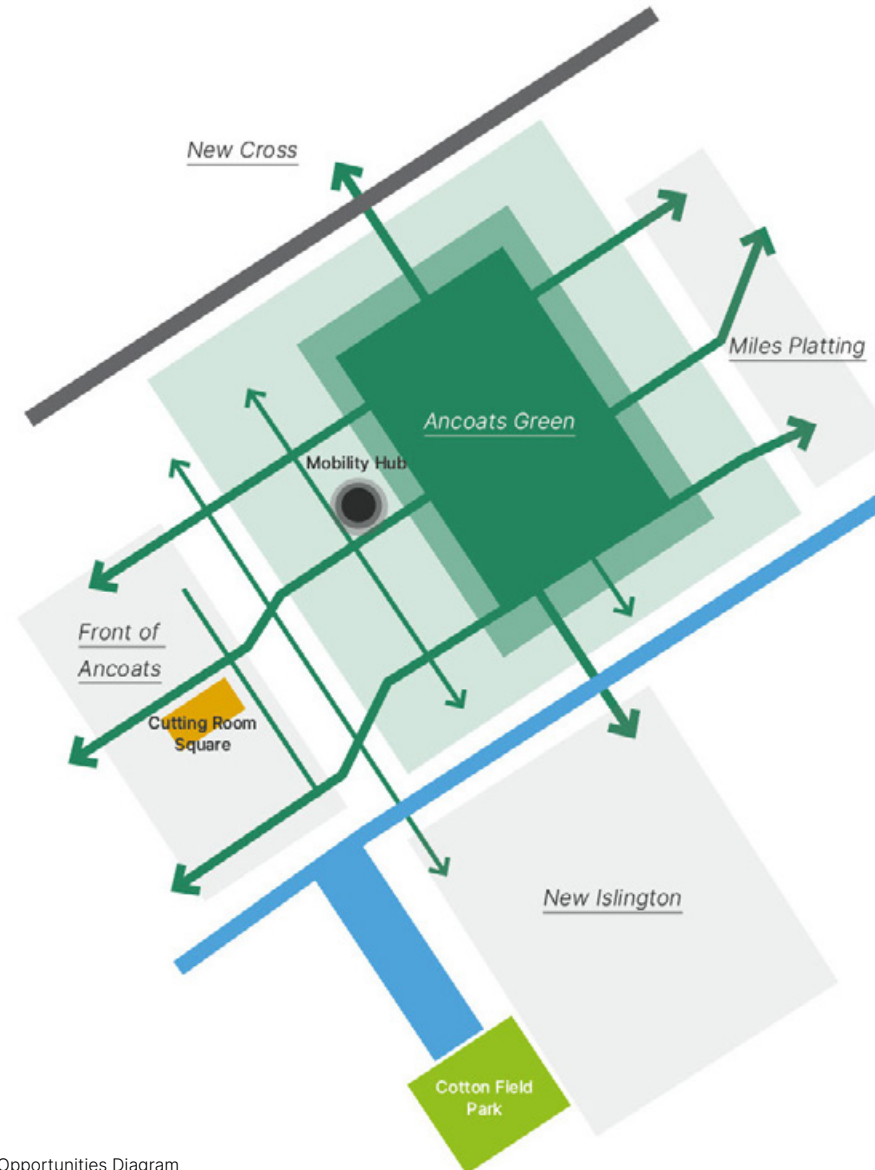 New Cross
Miles Platting
Ancoats Green
Mobility Hub
Front of
Ancoats
Cutting Room
Square
New Islington
Cotton Field
Park
Opportunities Diagram